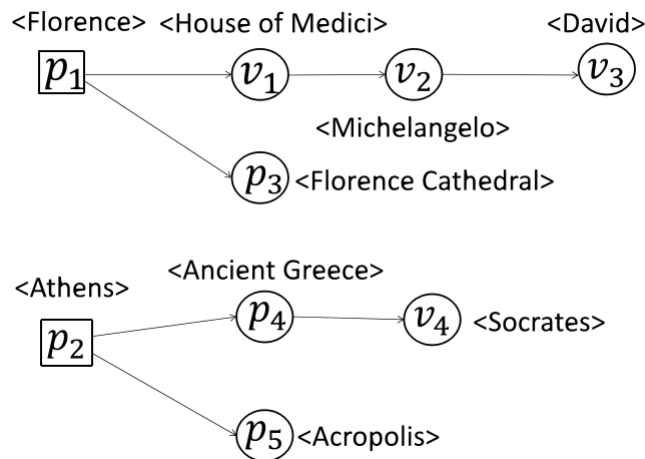 <Florence> <House of Medici> <David>
p1 v1 v2 v3
<Michelangelo>
p3 <Florence Cathedral>
<Ancient Greece>
<Athens>
p4 v4 <Socrates>
p2
p5 <Acropolis>